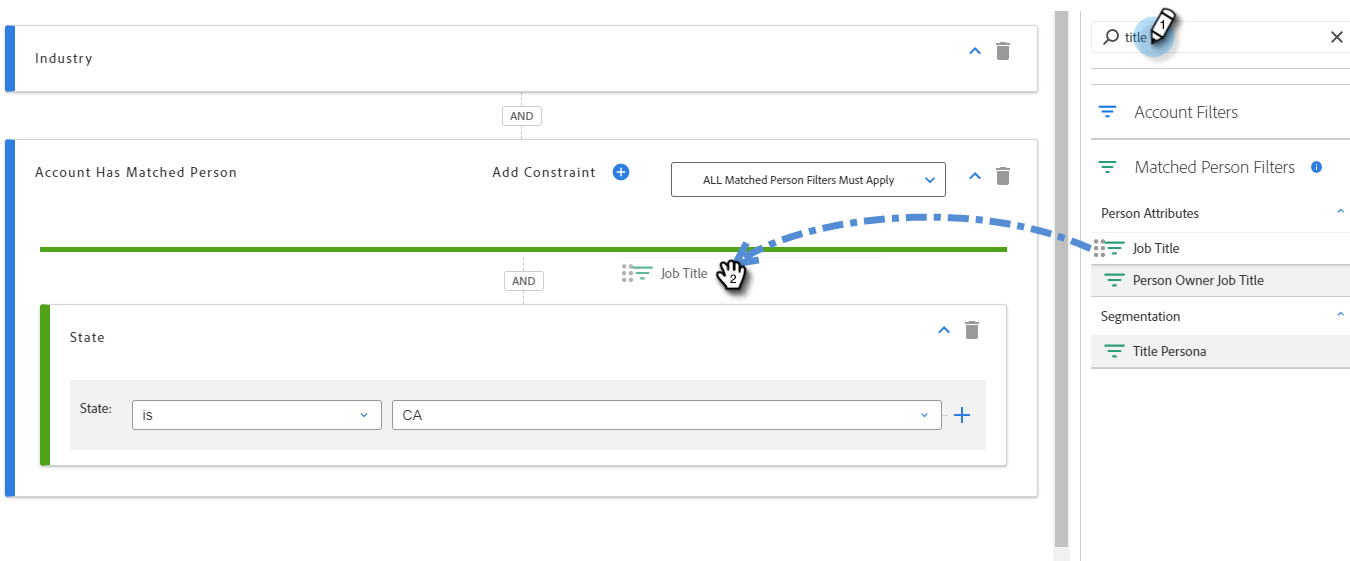 Industry
AND
Account Has Matched Person
Add Constraint
ALL Matched Person Filters Must Apply
Job Title
2
AND
State
State:
is
CA
title
1
Account Filters
Matched Person Filters
i
Person Attributes
Job Title
Person Owner Job Title
Segmentation
Title Persona